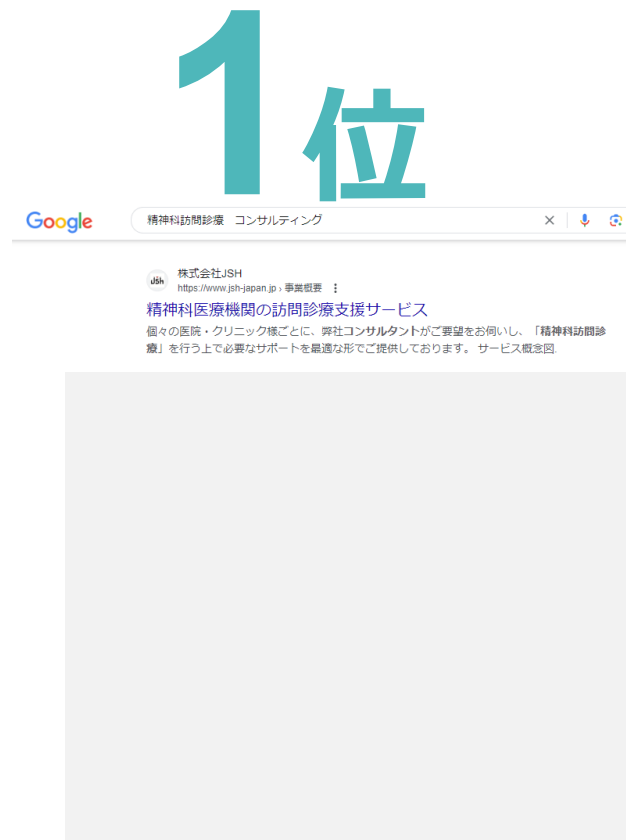 1位
Google 精神科訪問診療　コンサルティング
JSH 株式会社JSH
https://www.jsh-japan.jp › 事業概要
精神科医療機関の訪問診療支援サービス
個々の医院・クリニック様ごとに、弊社コンサルタントがご要望をお伺いし、「精神科訪問診
療」を行う上で必要なサポートを最適な形でご提供しております。 サービス概念図.